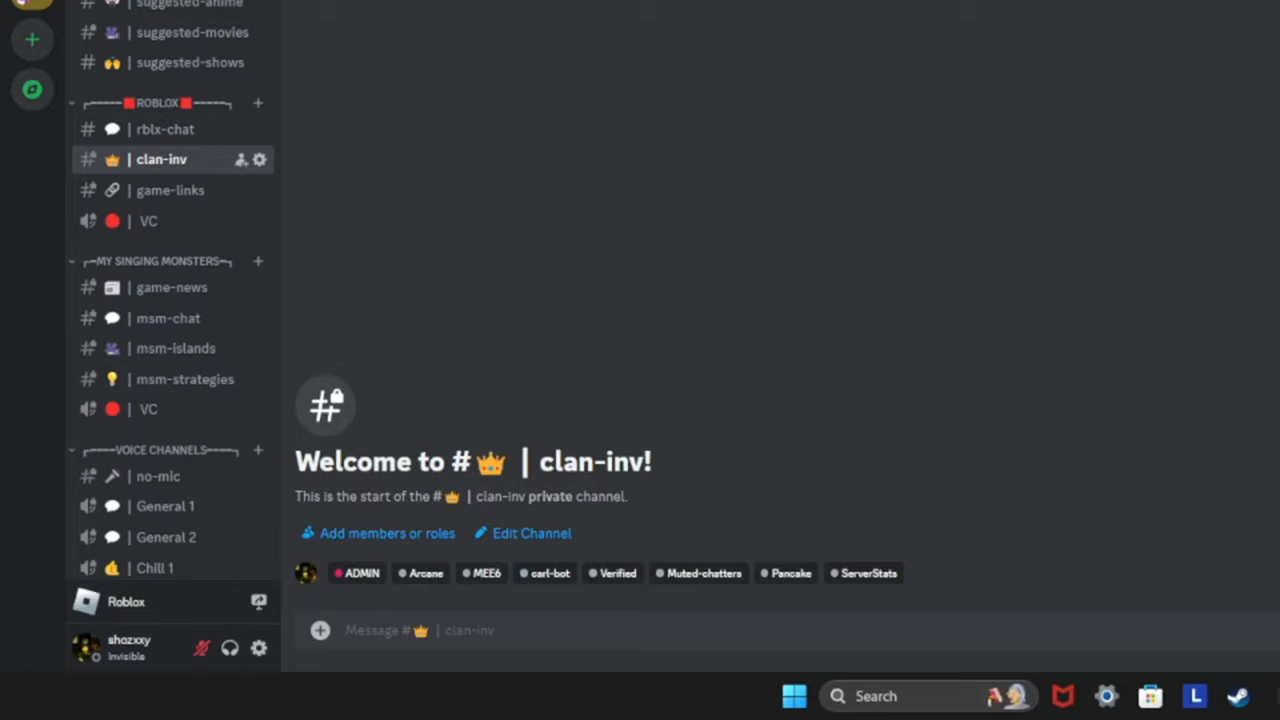 suggested-anime
suggested-movies
suggested-shows
ROBLOX
| rblx-chat
| clan-inv
| game-links
| VC
MY SINGING MONSTERS
| game-news
| msm-chat
| msm-islands
| msm-strategies
| VC
VOICE CHANNELS
| no-mic
| General 1
| General 2
| Chill 1
Roblox
shozxxy
Invisible
Welcome to #👑 | clan-inv!
This is the start of the #👑 | clan-inv private channel.
Add members or roles Edit Channel
ADMIN Arcane MEE6 carl-bot Verified Muted-chatters Pancake ServerStats
Message #👑 | clan-inv
Search
L